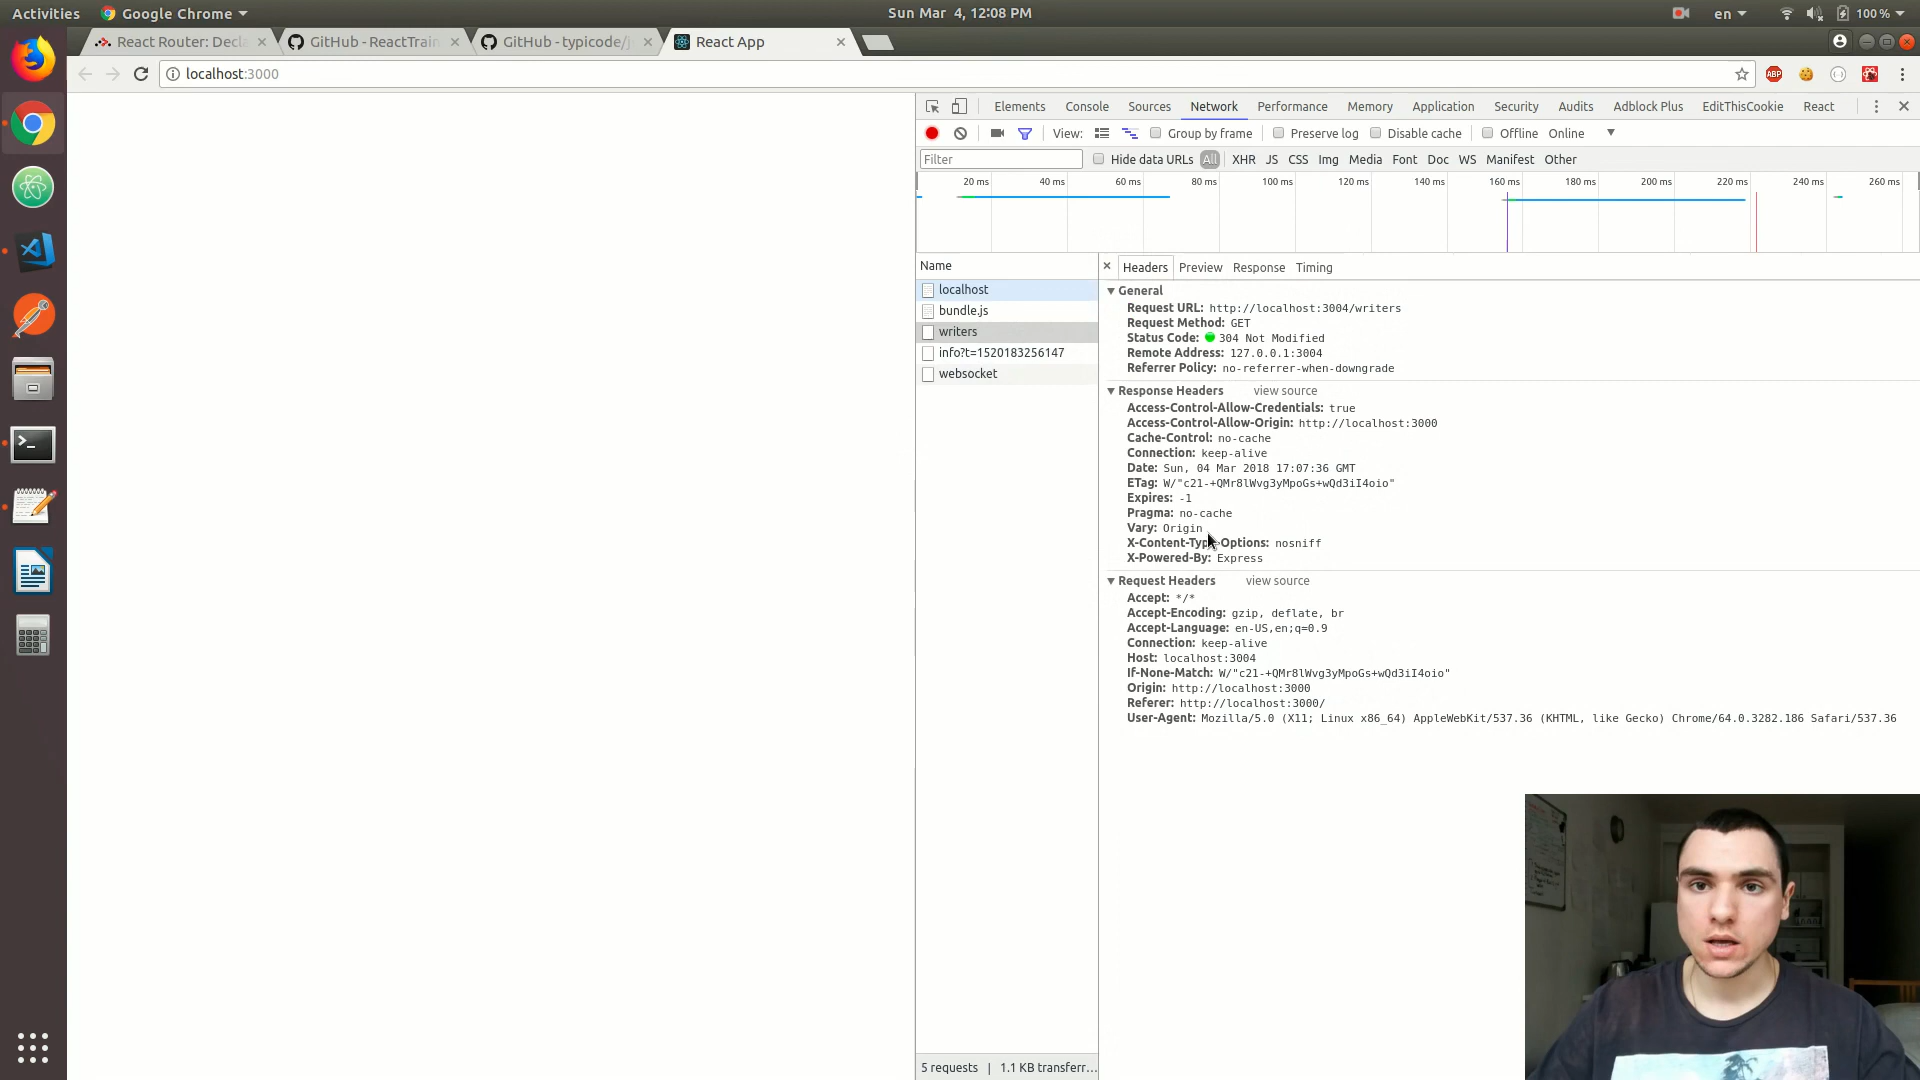 Activities
Google Chrome
Sun Mar 4, 12:08 PM
en
100 %
React Router: Decla
GitHub - ReactTrain
GitHub - typicode/j
React App
localhost:3000
ABP
Elements
Console
Sources
Network
Performance
Memory
Application
Security
Audits
Adblock Plus
EditThisCookie
React
View:
Group by frame
Preserve log
Disable cache
Offline
Online
Filter
Hide data URLs
All
XHR
JS
CSS
Img
Media
Font
Doc
WS
Manifest
Other
20 ms
40 ms
60 ms
80 ms
100 ms
120 ms
140 ms
160 ms
180 ms
200 ms
220 ms
240 ms
260 ms
Name
localhost
bundle.js
writers
info?t=1520183256147
websocket
Headers
Preview
Response
Timing
General
Request URL: http://localhost:3004/writers
Request Method: GET
Status Code: 304 Not Modified
Remote Address: 127.0.0.1:3004
Referrer Policy: no-referrer-when-downgrade
Response Headers view source
Access-Control-Allow-Credentials: true
Access-Control-Allow-Origin: http://localhost:3000
Cache-Control: no-cache
Connection: keep-alive
Date: Sun, 04 Mar 2018 17:07:36 GMT
ETag: W/"c21-+QMr8lWvg3yMpoGs+wQd3iI4oio"
Expires: -1
Pragma: no-cache
Vary: Origin
X-Content-Type-Options: nosniff
X-Powered-By: Express
Request Headers view source
Accept: */*
Accept-Encoding: gzip, deflate, br
Accept-Language: en-US,en;q=0.9
Connection: keep-alive
Host: localhost:3004
If-None-Match: W/"c21-+QMr8lWvg3yMpoGs+wQd3iI4oio"
Origin: http://localhost:3000
Referer: http://localhost:3000/
User-Agent: Mozilla/5.0 (X11; Linux x86_64) AppleWebKit/537.36 (KHTML, like Gecko) Chrome/64.0.3282.186 Safari/537.36
5 requests | 1.1 KB transferr...